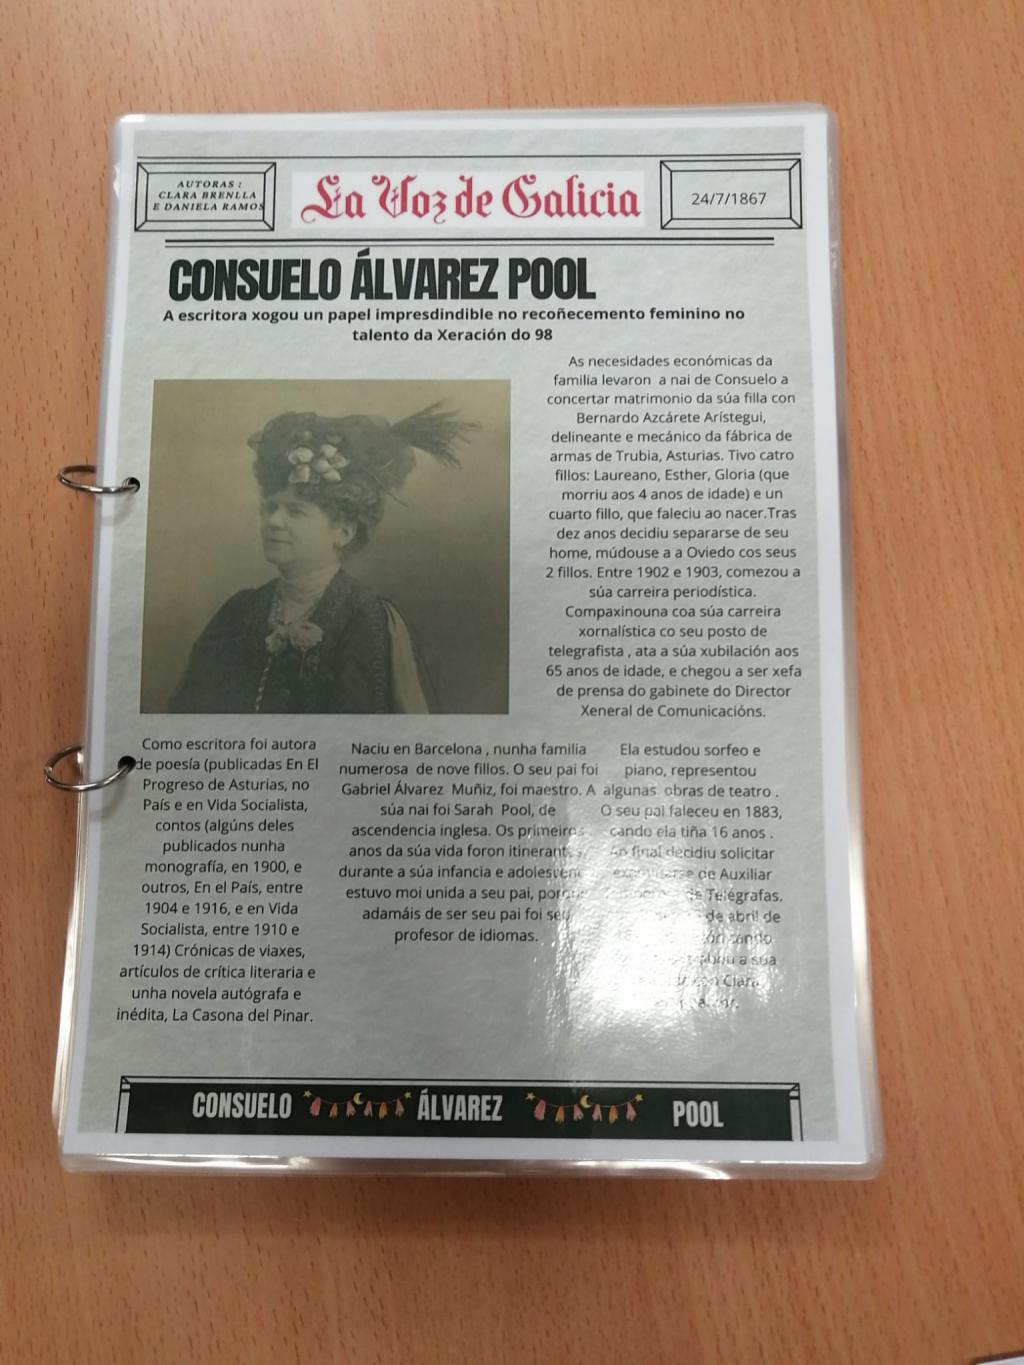 AUTORAS :
CLARA BRENLLA
E DANIELA RAMOS
La Voz de Galicia
24/7/1867
CONSUELO ÁLVAREZ POOL
A escritora xogou un papel impresdindible no recoñecemento feminino no
talento da Xeración do 98
As necesidades económicas da
familia levaron a nai de Consuelo a
concertar matrimonio da súa filla con
Bernardo Azcárete Arístegui,
delineante e mecánico da fábrica de
armas de Trubia, Asturias. Tivo catro
fillos: Laureano, Esther, Gloria (que
morriu aos 4 anos de idade) e un
cuarto fillo, que faleciu ao nacer.Tras
dez anos decidiu separarse de seu
home, múdouse a a Oviedo cos seus
2 fillos. Entre 1902 e 1903, comezou a
súa carreira periodística.
Compaxinouna coa súa carreira
xornalística co seu posto de
telegrafista , ata a súa xubilación aos
65 anos de idade, e chegou a ser xefa
de prensa do gabinete do Director
Xeneral de Comunicacións.
Como escritora foi autora
de poesía (publicadas En El
Progreso de Asturias, no
País e en Vida Socialista,
contos (algúns deles
publicados nunha
monografía, en 1900, e
outros, En el País, entre
1904 e 1916, e en Vida
Socialista, entre 1910 e
1914) Crónicas de viaxes,
artículos de crítica literaria e
unha novela autógrafa e
inédita, La Casona del Pinar.
Naciu en Barcelona , nunha familia
numerosa de nove fillos. O seu pai foi
Gabriel Álvarez Muñiz, foi maestro. A
súa nai foi Sarah Pool, de
ascendencia inglesa. Os primeiros
anos da súa vida foron
durante a súa infancia e
estuvo moi unida a seu pai, porque
adamáis de ser seu pai foi seu
profesor de idiomas.
Ela estudou sorfeo e
piano, representou
algunas obras de teatro .
O seu pai faleceu en 1883,
cando ela tiña 16 anos .
Ao final decidiu solicitar
de Auxiliar
de Telégrafas.
de abril de
cando
a súa
Clara
CONSUELO ÁLVAREZ POOL